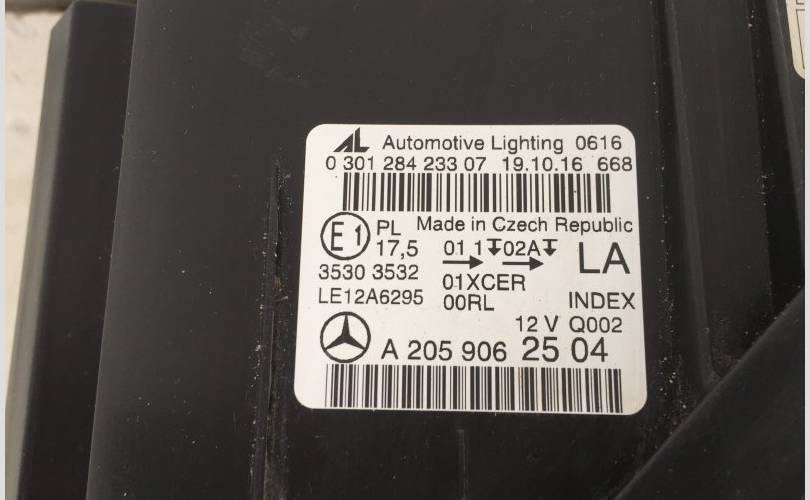 AL Automotive Lighting 0616
0 301 284 233 07 19.10.16 668
E1 PL Made in Czech Republic
17,5 01 1 02A LA
3530 3532 01XCER
LE12A6295 00RL INDEX
12 V Q002
A 205 906 25 04